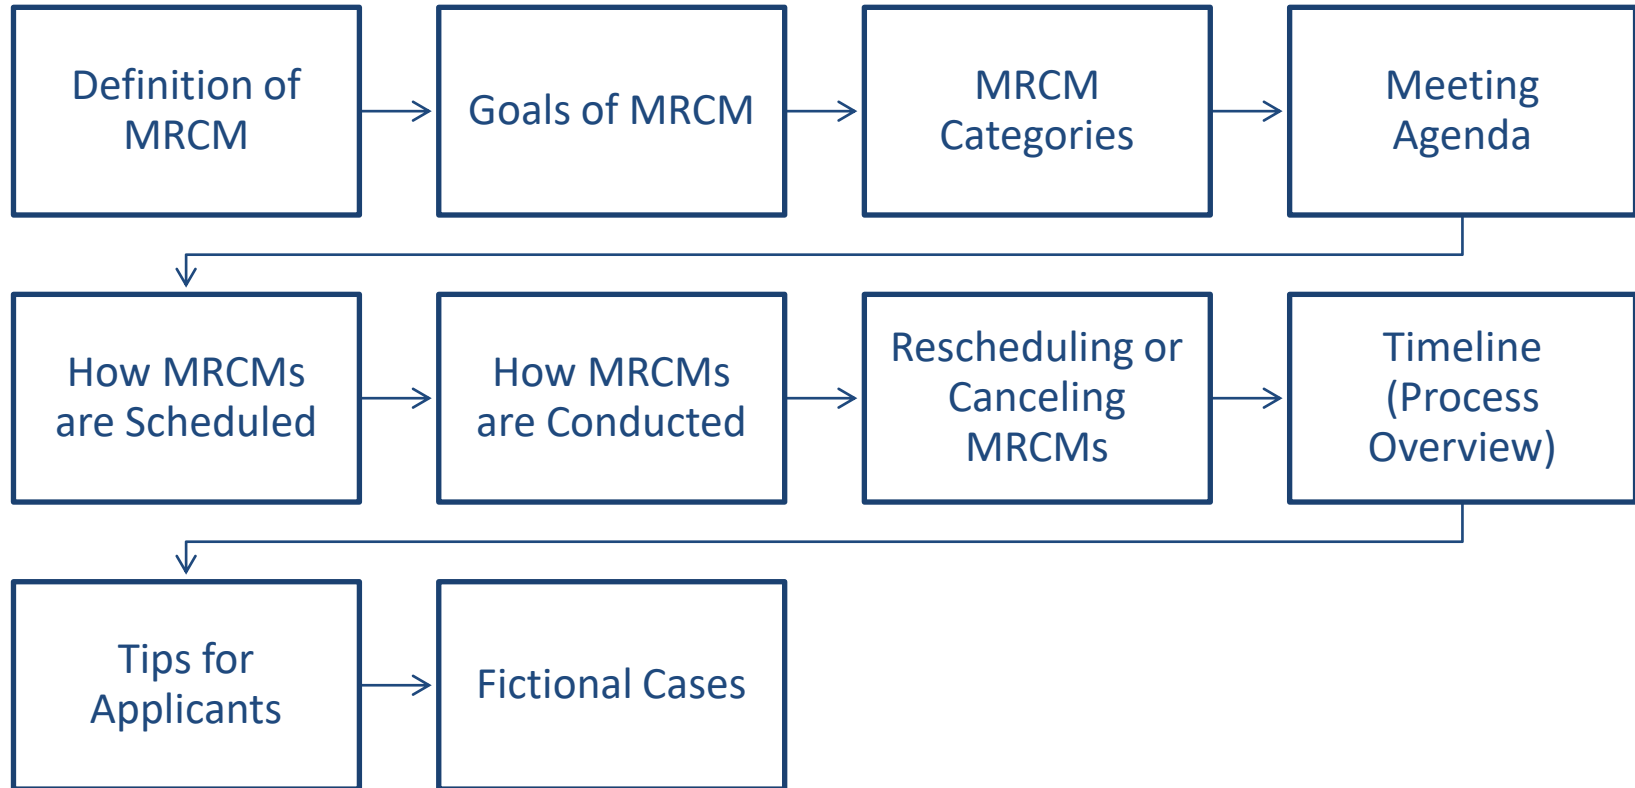 Definition of
MRCM
Goals of MRCM
MRCM
Categories
Meeting
Agenda
How MRCMs
are Scheduled
How MRCMs
are Conducted
Rescheduling or
Canceling
MRCMs
Timeline
(Process
Overview)
Tips for
Applicants
Fictional Cases